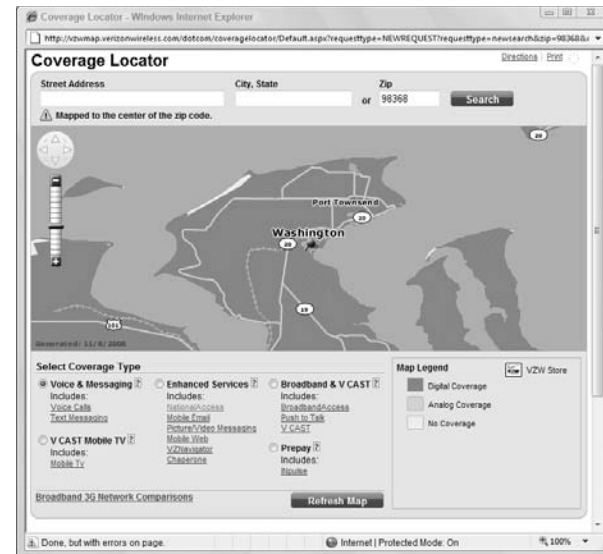 Coverage Locator - Windows Internet Explorer
http://vzwmap.verizonwireless.com/dotcom/coveragelocator/Default.aspx?requesttype=NEWREQUEST?requesttype=newsearch&zip=98368&
Coverage Locator
Directions Print
Street Address City, State Zip
or 98368 Search
Mapped to the center of the zip code.
20
Port Townsend
20
Washington
20
19
101
Generated: 11/8/2008
Select Coverage Type
Voice & Messaging ?
Includes:
Voice Calls
Text Messaging
V CAST Mobile TV ?
Includes:
Mobile Tv
Enhanced Services ?
Includes:
NationalAccess
Mobile Email
Picture/Video Messaging
Mobile Web
VZNavigator
Chaperone
Broadband & V CAST ?
Includes:
BroadbandAccess
Push to Talk
V CAST
Prepay ?
Includes:
INpulse
Map Legend
VZW Store
Digital Coverage
Analog Coverage
No Coverage
Broadband 3G Network Comparisons
Refresh Map
Done, but with errors on page.
Internet | Protected Mode: On
100%